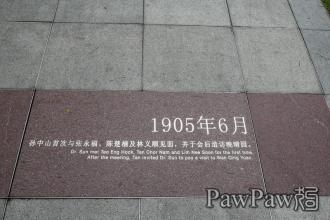 PawPaw
1905年6月
孙中山首次与张永福、陈楚楠及林义顺见面，并于会后造访晚晴园。
Dr. Sun met Teo Eng Hock, Tan Chor Nam and Lim Nee Soon for the first time.
After the meeting, Tan invited Dr. Sun to pay a visit to Wan Qing Yuan.
PawPaw